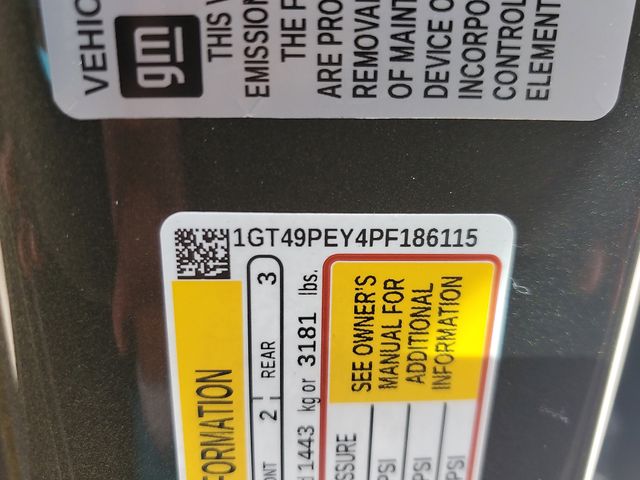 VEHIC
gm
THIS V
EMISSION
THE F
ARE PRO
REMOVAL
OF MAINT
DEVICE O
INCORPO
CONTROL
ELEMENT
1GT49PEY4PF186115
FORMATION
ONT 2 REAR 3
d 1443 kg or 3181 lbs.
SEE OWNER'S
MANUAL FOR
ADDITIONAL
INFORMATION
SSURE
PSI
PSI
PSI